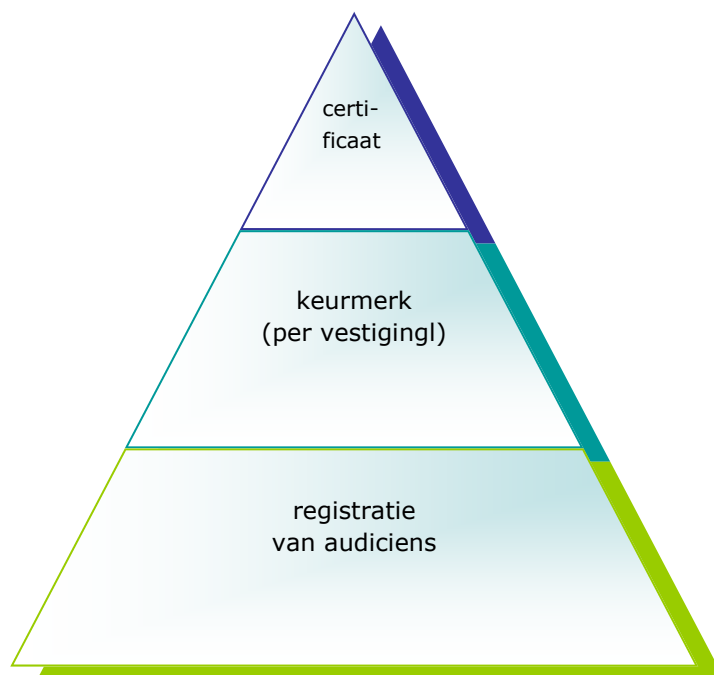 certi-
ficaat
keurmerk
(per vestigingl)
registratie
van audiciens